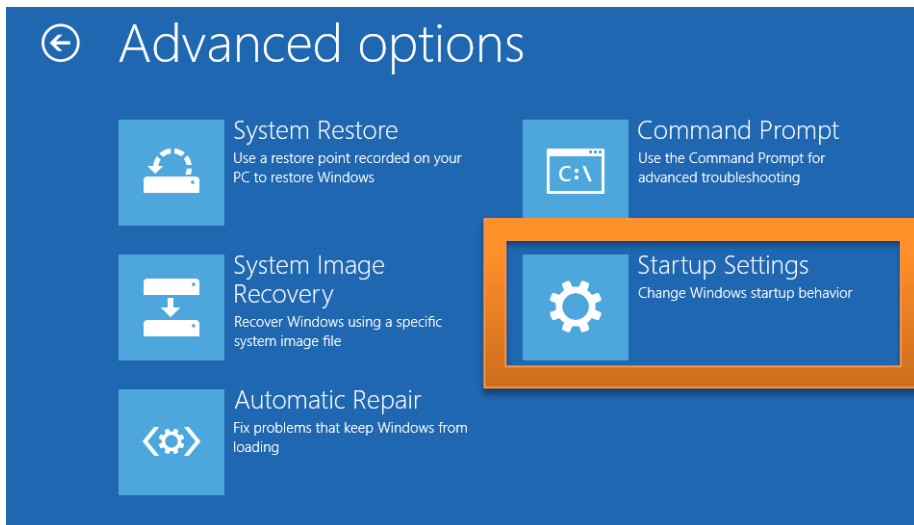 Advanced options
System Restore
Use a restore point recorded on your
PC to restore Windows
Command Prompt
Use the Command Prompt for
advanced troubleshooting
C:\
System Image
Recovery
Recover Windows using a specific
system image file
Startup Settings
Change Windows startup behavior
Automatic Repair
Fix problems that keep Windows from
loading